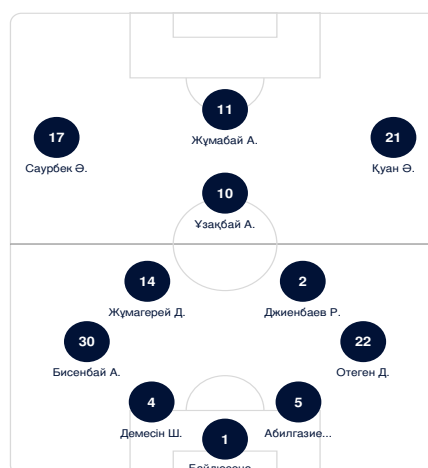 11
Жұмабай А.
17
Саурбек Ә.
21
Қуан Ә.
10
Ұзақбай А.
14
Жұмагерей Д.
2
Джиенбаев Р.
30
Бисенбай А.
22
Отеген Д.
4
Демесін Ш.
5
Абилгазие...
1